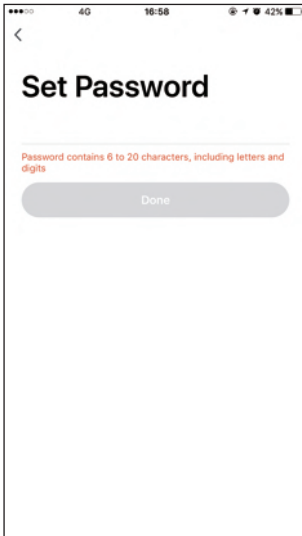 4G 16:58 42%
Set Password
Password contains 6 to 20 characters, including letters and
digits
Done